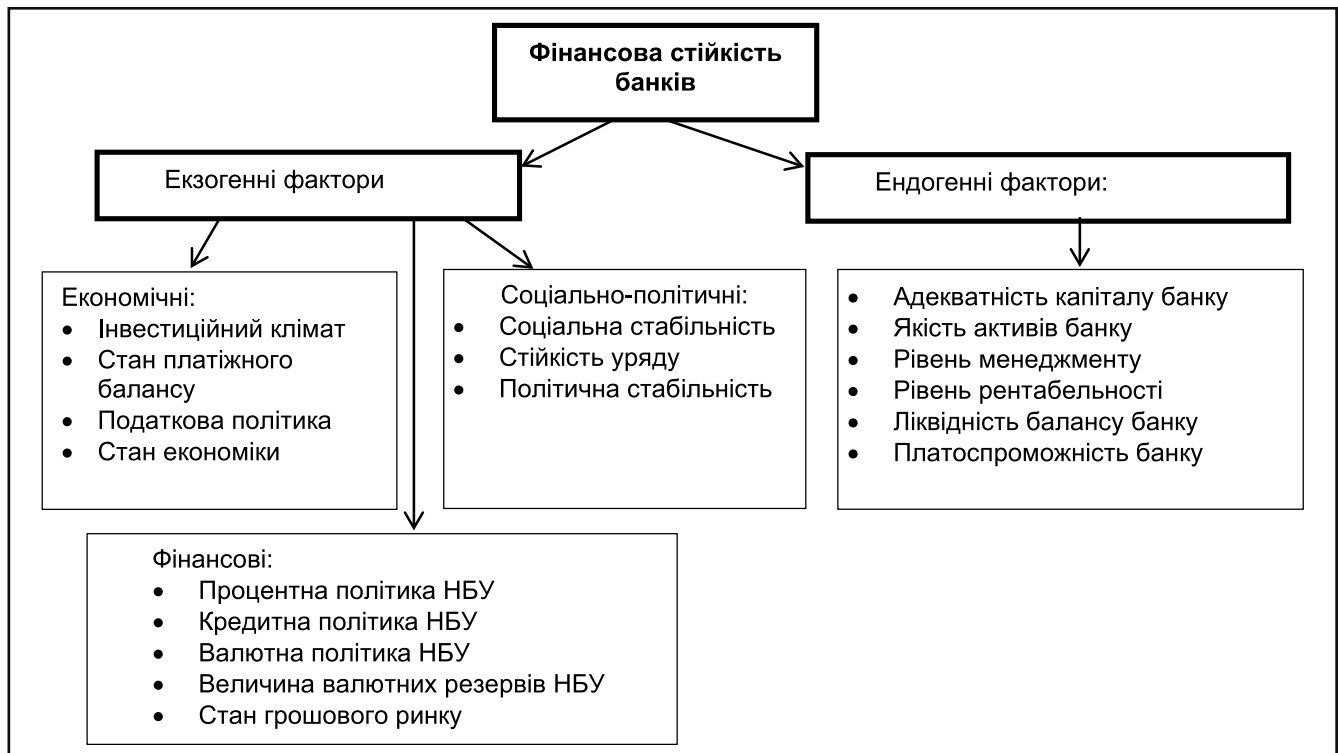 Фінансова стійкість
банків
Екзогенні фактори
Ендогенні фактори:
Економічні:
• Інвестиційний клімат
• Стан платіжного
балансу
• Податкова політика
• Стан економіки
Соціально-політичні:
• Соціальна стабільність
• Стійкість уряду
• Політична стабільність
• Адекватність капіталу банку
• Якість активів банку
• Рівень менеджменту
• Рівень рентабельності
• Ліквідність балансу банку
• Платоспроможність банку
Фінансові:
• Процентна політика НБУ
• Кредитна політика НБУ
• Валютна політика НБУ
• Величина валютних резервів НБУ
• Стан грошового ринку